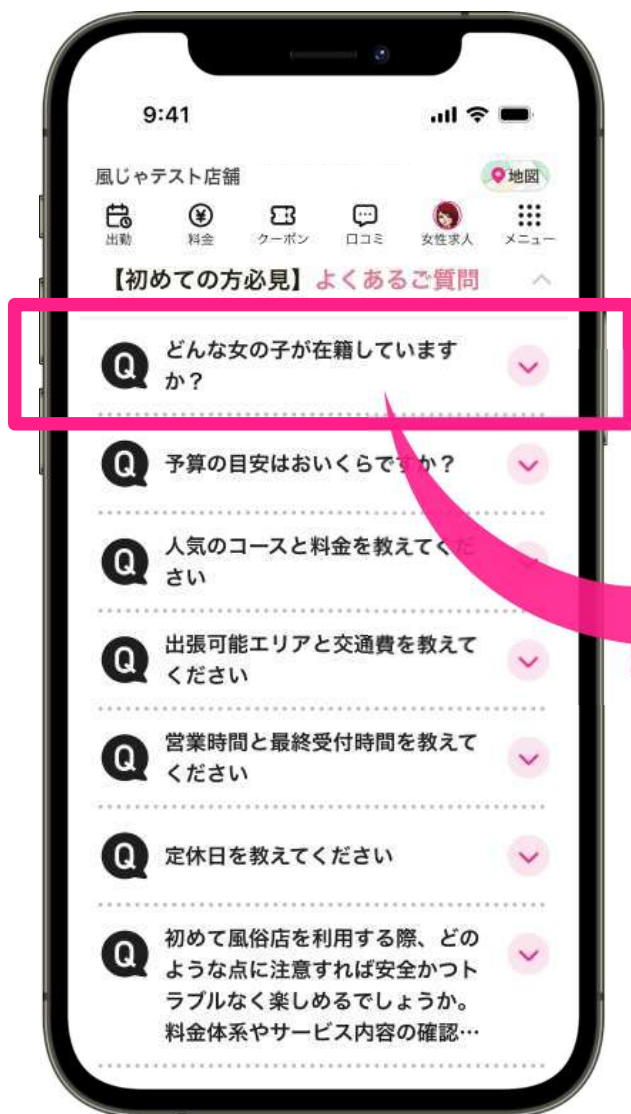 9:41
風じゃテスト店舗
地図
出勤
料金
クーポン
口コミ
女性求人
メニュー
【初めての方必見】よくあるご質問
Q
どんな女の子が在籍しています
か？
Q
予算の目安はおいくらですか？
Q
人気のコースと料金を教えてくだ
さい
Q
出張可能エリアと交通費を教えて
ください
Q
営業時間と最終受付時間を教えて
ください
Q
定休日を教えてください
Q
初めて風俗店を利用する際、どの
ような点に注意すれば安全かつト
ラブルなく楽しめるでしょうか。
料金体系やサービス内容の確認…